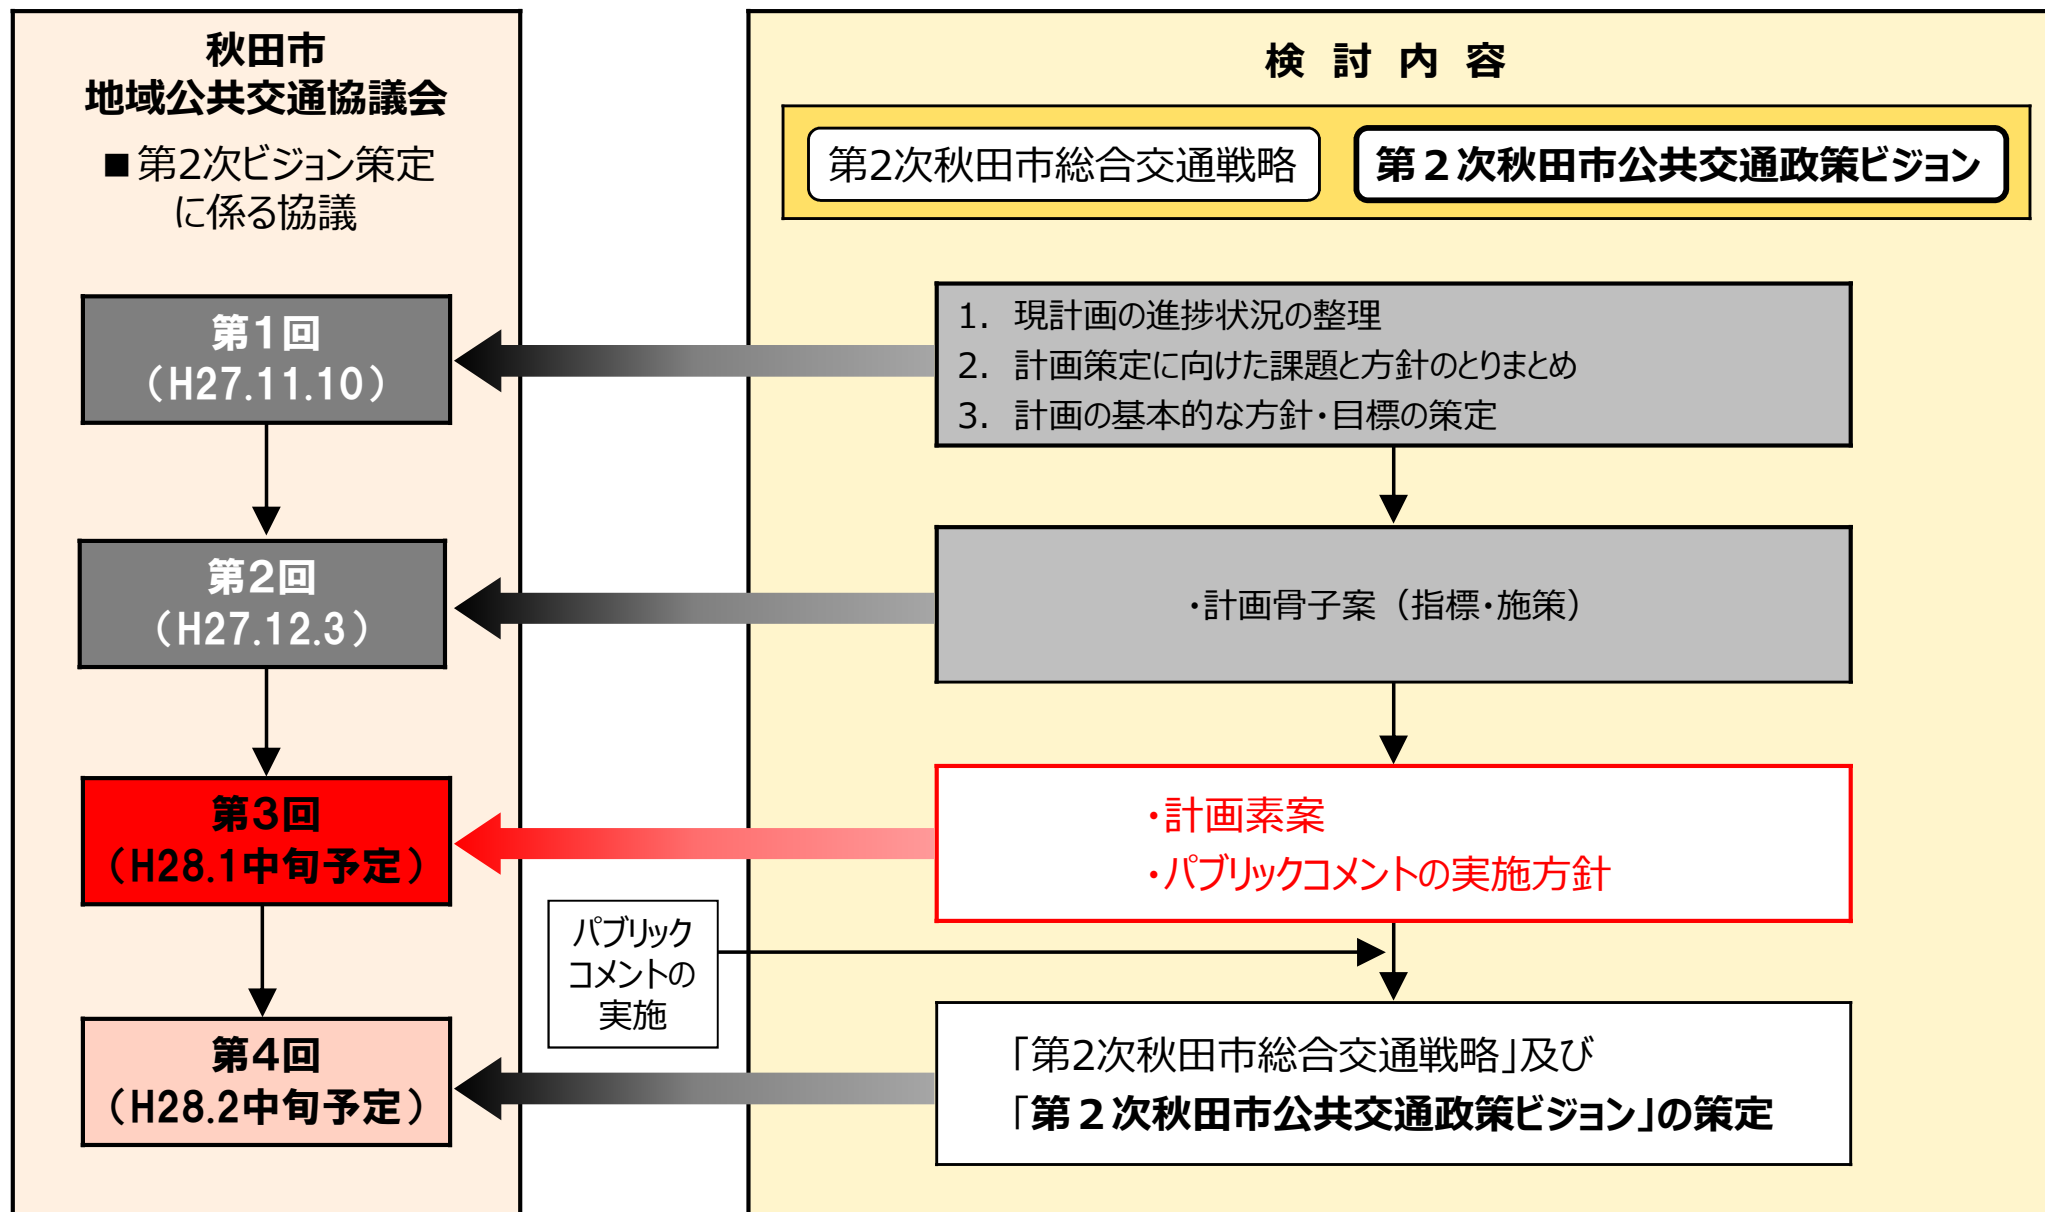 秋田市
地域公共交通協議会
■第2次ビジョン策定
に係る協議
第1回
（H27.11.10）
第2回
（H27.12.3）
第3回
（H28.1中旬予定）
第4回
（H28.2中旬予定）
パブリック
コメントの
実施
検 討 内 容
第2次秋田市総合交通戦略
第２次秋田市公共交通政策ビジョン
1. 現計画の進捗状況の整理
2. 計画策定に向けた課題と方針のとりまとめ
3. 計画の基本的な方針・目標の策定
・計画骨子案（指標・施策）
・計画素案
・パブリックコメントの実施方針
「第2次秋田市総合交通戦略」及び
「第２次秋田市公共交通政策ビジョン」の策定